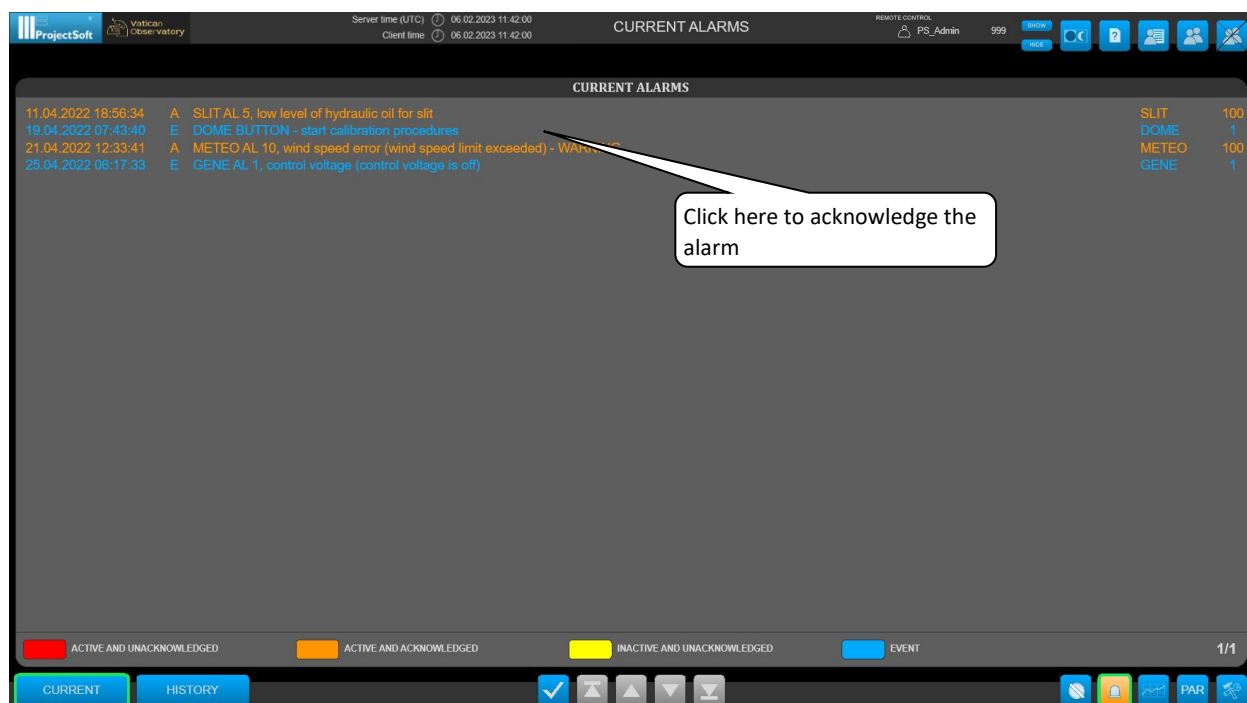 ProjectSoft
Vatican
Observatory
Server time (UTC) 06.02.2023 11:42:00
Client time 06.02.2023 11:42:00
CURRENT ALARMS
REMOTE CONTROL
PS_Admin 999
SHOW
HIDE
?
CURRENT ALARMS
11.04.2022 18:56:34 A SLIT AL 5, low level of hydraulic oil for slit SLIT 100
19.04.2022 07:43:40 E DOME BUTTON - start calibration procedures DOME 1
21.04.2022 12:33:41 A METEO AL 10, wind speed error (wind speed limit exceeded) - WARNING METEO 100
25.04.2022 06:17:33 E GENE AL 1, control voltage (control voltage is off) GENE 1
Click here to acknowledge the
alarm
ACTIVE AND UNACKNOWLEDGED ACTIVE AND ACKNOWLEDGED INACTIVE AND UNACKNOWLEDGED EVENT 1/1
CURRENT HISTORY PAR